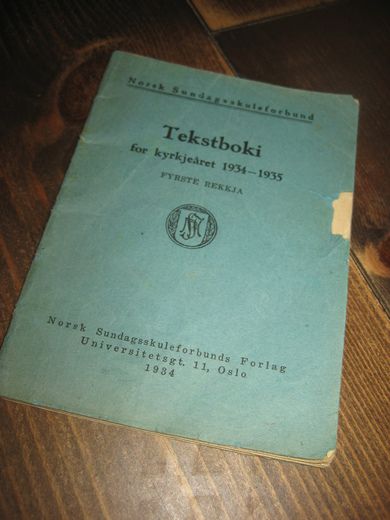 Norsk Sundagsskuleforbund
Tekstboki
for kyrkjeåret 1934—1935
FYRSTE REKKJA
Norsk Sundagsskuleforbunds Forlag
Universitetsgt. 11, Oslo
1934